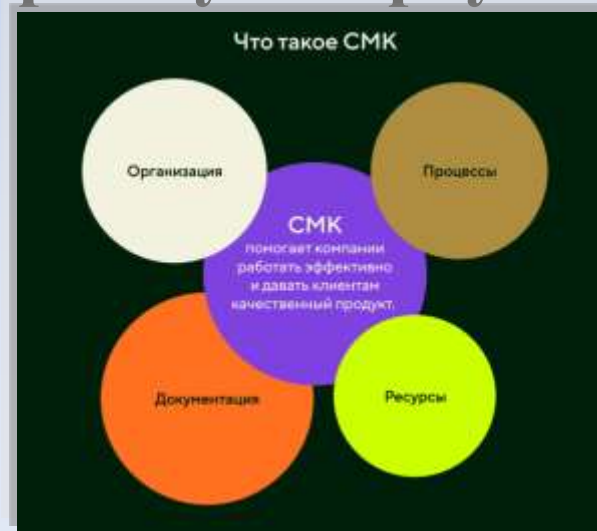 Что такое СМК
Организация
Процессы
СМК
помогает компании
работать эффективно
и давать клиентам
качественный продукт.
Документация
Ресурсы